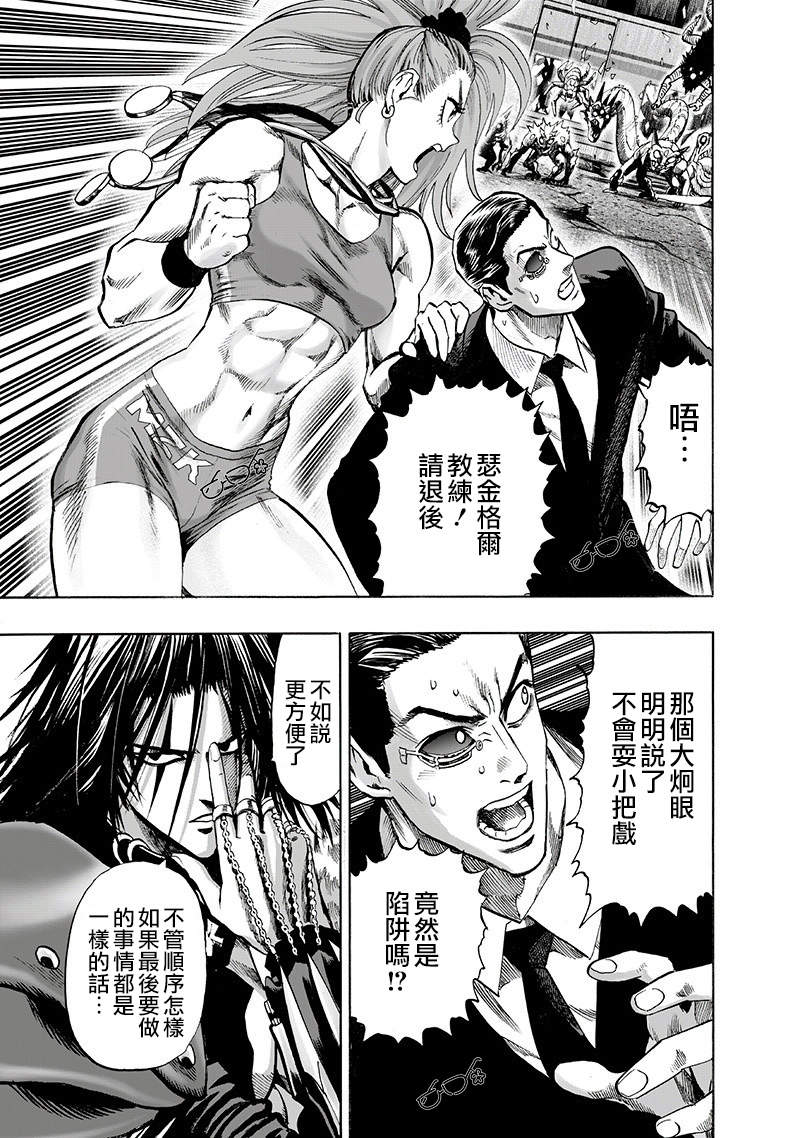 唔…
瑟金格爾
教練！
請退後
那個大炯眼
明明說了
不會耍小把戲
竟然是
陷阱嗎!?
不如說
更方便了
不管順序怎樣
如果最後要做
的事情都是
一樣的話…